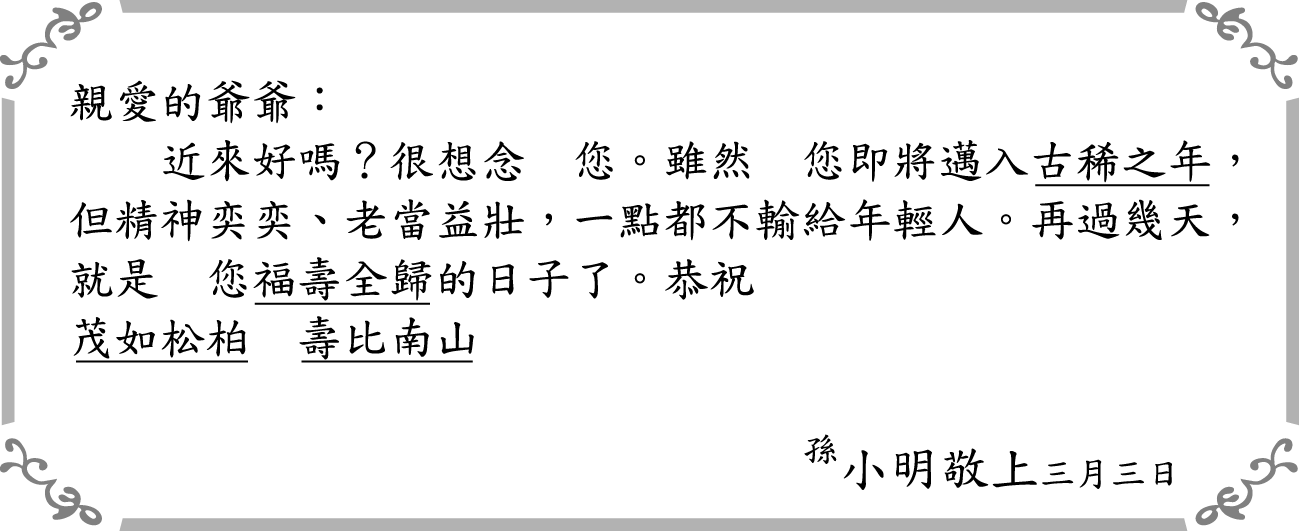 親愛的爺爺：
　　近來好嗎？很想念　您。雖然　您即將邁入古稀之年，
但精神奕奕、老當益壯，一點都不輸給年輕人。再過幾天，
就是　您福壽全歸的日子了。恭祝
茂如松柏　壽比南山
孫小明敬上三月三日